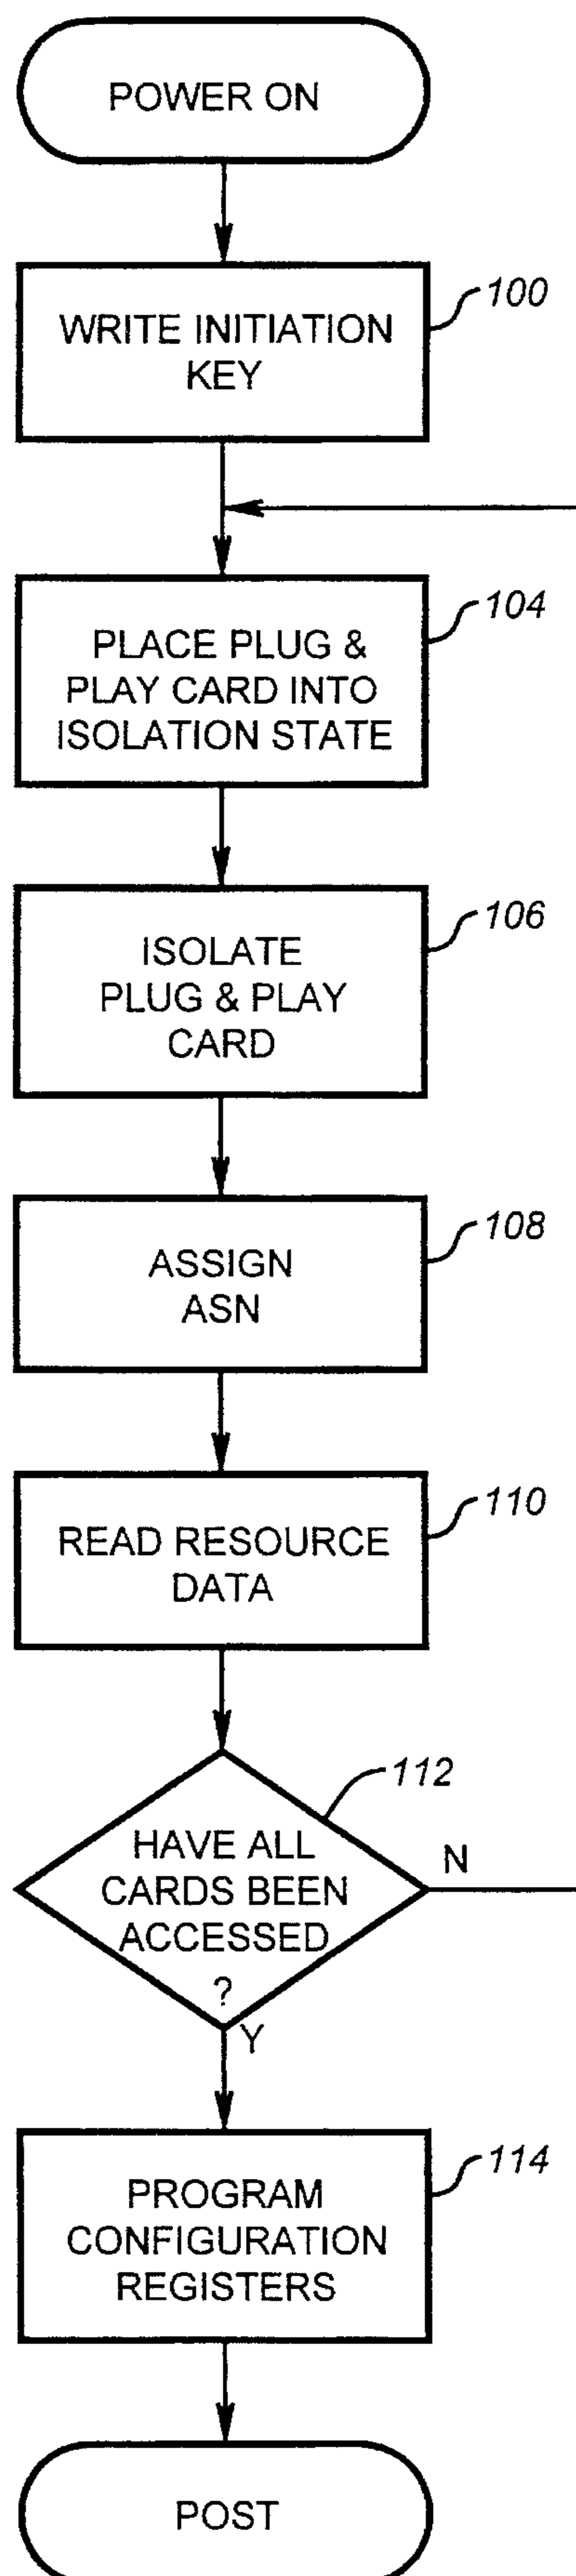 POWER ON
100
WRITE INITIATION
KEY
104
PLACE PLUG &
PLAY CARD INTO
ISOLATION STATE
106
ISOLATE
PLUG & PLAY
CARD
108
ASSIGN
ASN
110
READ RESOURCE
DATA
112
HAVE ALL
CARDS BEEN
ACCESSED
?
N
Y
114
PROGRAM
CONFIGURATION
REGISTERS
POST